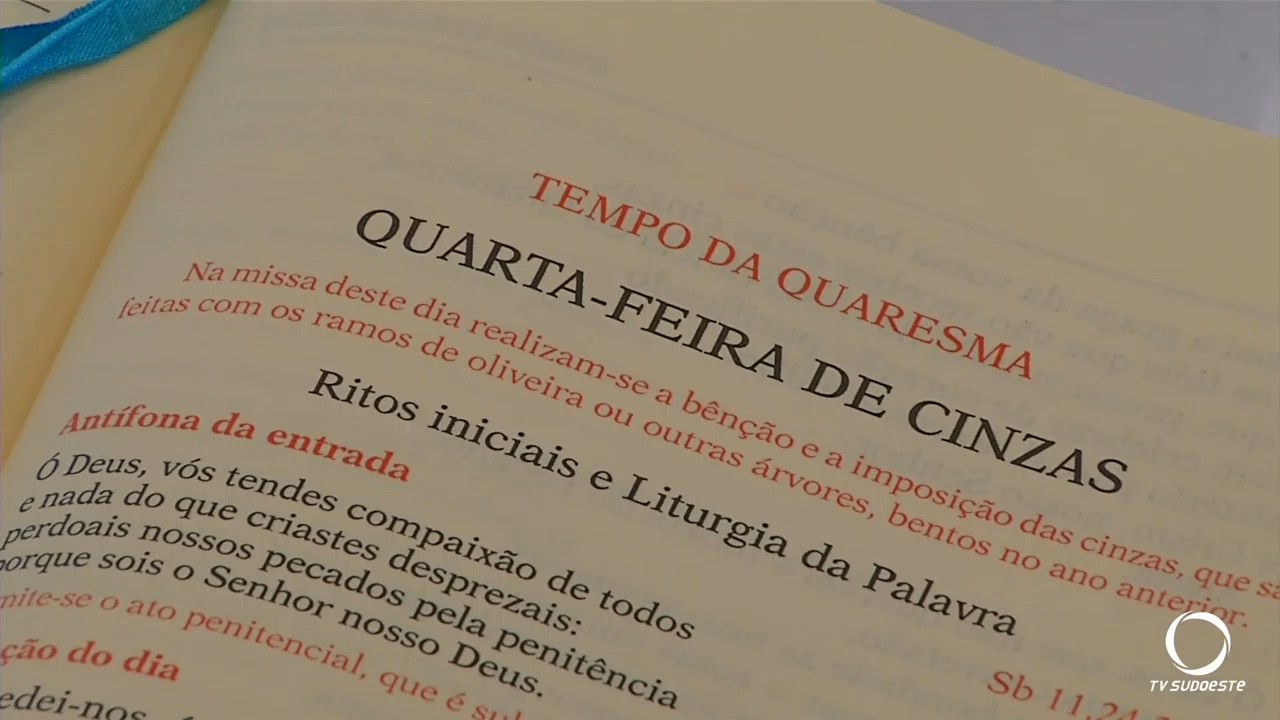 TEMPO DA QUARESMA
QUARTA-FEIRA DE CINZAS
Na missa deste dia realizam-se a bênção e a imposição das cinzas, que
feitas com os ramos de oliveira ou outras árvores, bentos no ano anterior.
Ritos iniciais e Liturgia da Palavra
Antífona da entrada
Sb 11,24
Ó Deus, vós tendes compaixão de todos
e nada do que criastes desprezais:
perdoais nossos pecados pela penitência
porque sois o Senhor nosso Deus.
o ato penitencial, que é
do dia
TV SUDOESTE